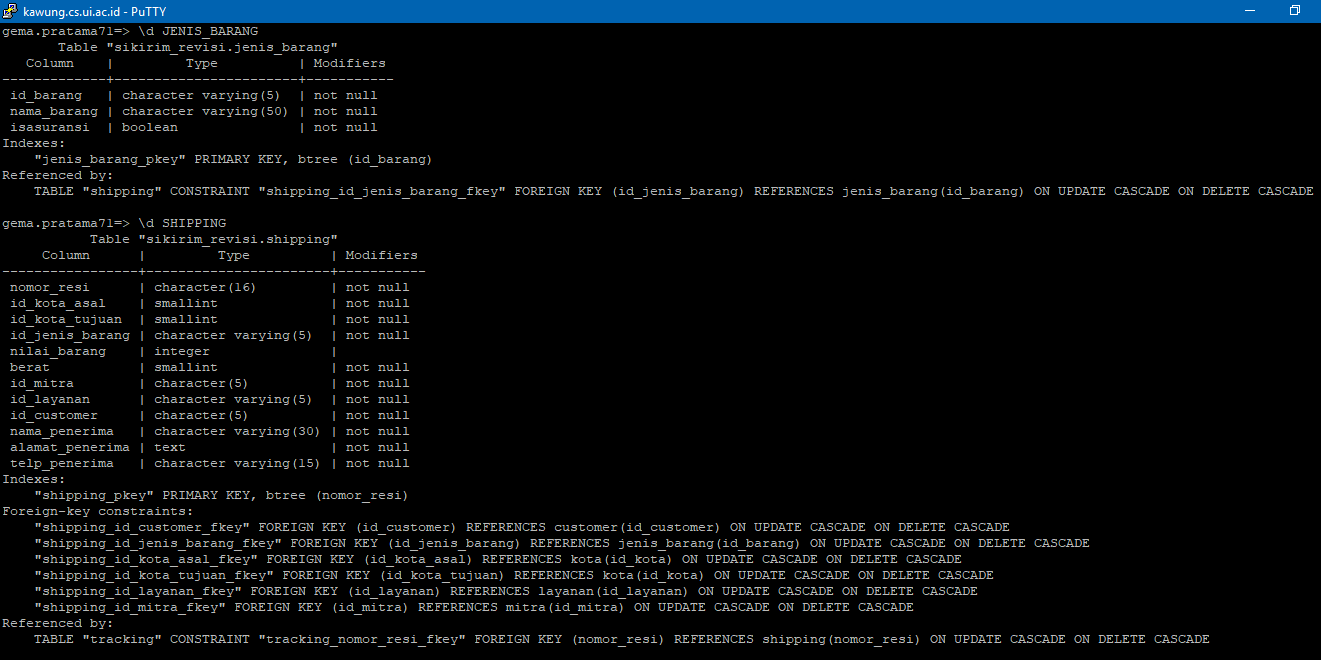 kawung.cs.ui.ac.id - PuTTY
gema.pratama71=> \d JENIS_BARANG
       Table "sikirim_revisi.jenis_barang"
   Column    |         Type          | Modifiers
-------------+-----------------------+-----------
 id_barang   | character varying(5)  | not null
 nama_barang | character varying(50) | not null
 isasuransi  | boolean               | not null
Indexes:
    "jenis_barang_pkey" PRIMARY KEY, btree (id_barang)
Referenced by:
    TABLE "shipping" CONSTRAINT "shipping_id_jenis_barang_fkey" FOREIGN KEY (id_jenis_barang) REFERENCES jenis_barang(id_barang) ON UPDATE CASCADE ON DELETE CASCADE

gema.pratama71=> \d SHIPPING
           Table "sikirim_revisi.shipping"
     Column      |         Type          | Modifiers
-----------------+-----------------------+-----------
 nomor_resi      | character(16)         | not null
 id_kota_asal    | smallint              | not null
 id_kota_tujuan  | smallint              | not null
 id_jenis_barang | character varying(5)  | not null
 nilai_barang    | integer               |
 berat           | smallint              | not null
 id_mitra        | character(5)          | not null
 id_layanan      | character varying(5)  | not null
 id_customer     | character(5)          | not null
 nama_penerima   | character varying(30) | not null
 alamat_penerima | text                  | not null
 telp_penerima   | character varying(15) | not null
Indexes:
    "shipping_pkey" PRIMARY KEY, btree (nomor_resi)
Foreign-key constraints:
    "shipping_id_customer_fkey" FOREIGN KEY (id_customer) REFERENCES customer(id_customer) ON UPDATE CASCADE ON DELETE CASCADE
    "shipping_id_jenis_barang_fkey" FOREIGN KEY (id_jenis_barang) REFERENCES jenis_barang(id_barang) ON UPDATE CASCADE ON DELETE CASCADE
    "shipping_id_kota_asal_fkey" FOREIGN KEY (id_kota_asal) REFERENCES kota(id_kota) ON UPDATE CASCADE ON DELETE CASCADE
    "shipping_id_kota_tujuan_fkey" FOREIGN KEY (id_kota_tujuan) REFERENCES kota(id_kota) ON UPDATE CASCADE ON DELETE CASCADE
    "shipping_id_layanan_fkey" FOREIGN KEY (id_layanan) REFERENCES layanan(id_layanan) ON UPDATE CASCADE ON DELETE CASCADE
    "shipping_id_mitra_fkey" FOREIGN KEY (id_mitra) REFERENCES mitra(id_mitra) ON UPDATE CASCADE ON DELETE CASCADE
Referenced by:
    TABLE "tracking" CONSTRAINT "tracking_nomor_resi_fkey" FOREIGN KEY (nomor_resi) REFERENCES shipping(nomor_resi) ON UPDATE CASCADE ON DELETE CASCADE